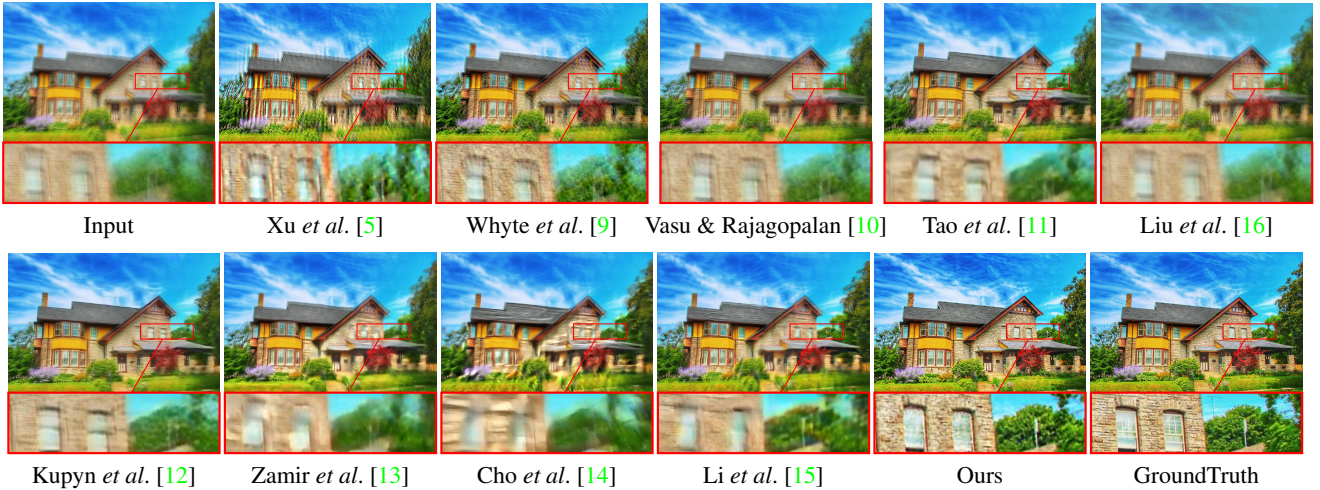 Input Xu et al. [5] Whyte et al. [9] Vasu & Rajagopalan [10] Tao et al. [11] Liu et al. [16]
Kupyn et al. [12] Zamir et al. [13] Cho et al. [14] Li et al. [15] Ours GroundTruth